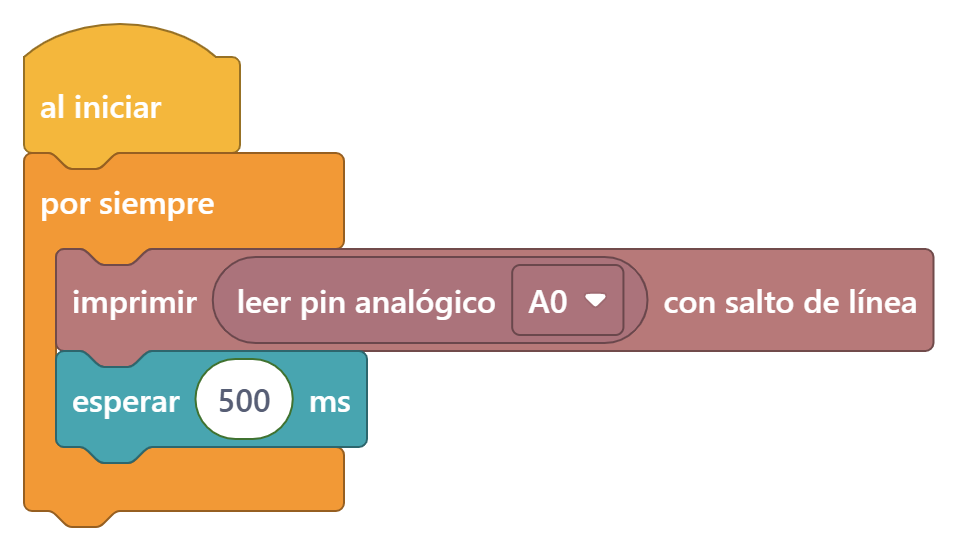 al iniciar
por siempre
imprimir leer pin analógico A0 con salto de línea
esperar 500 ms